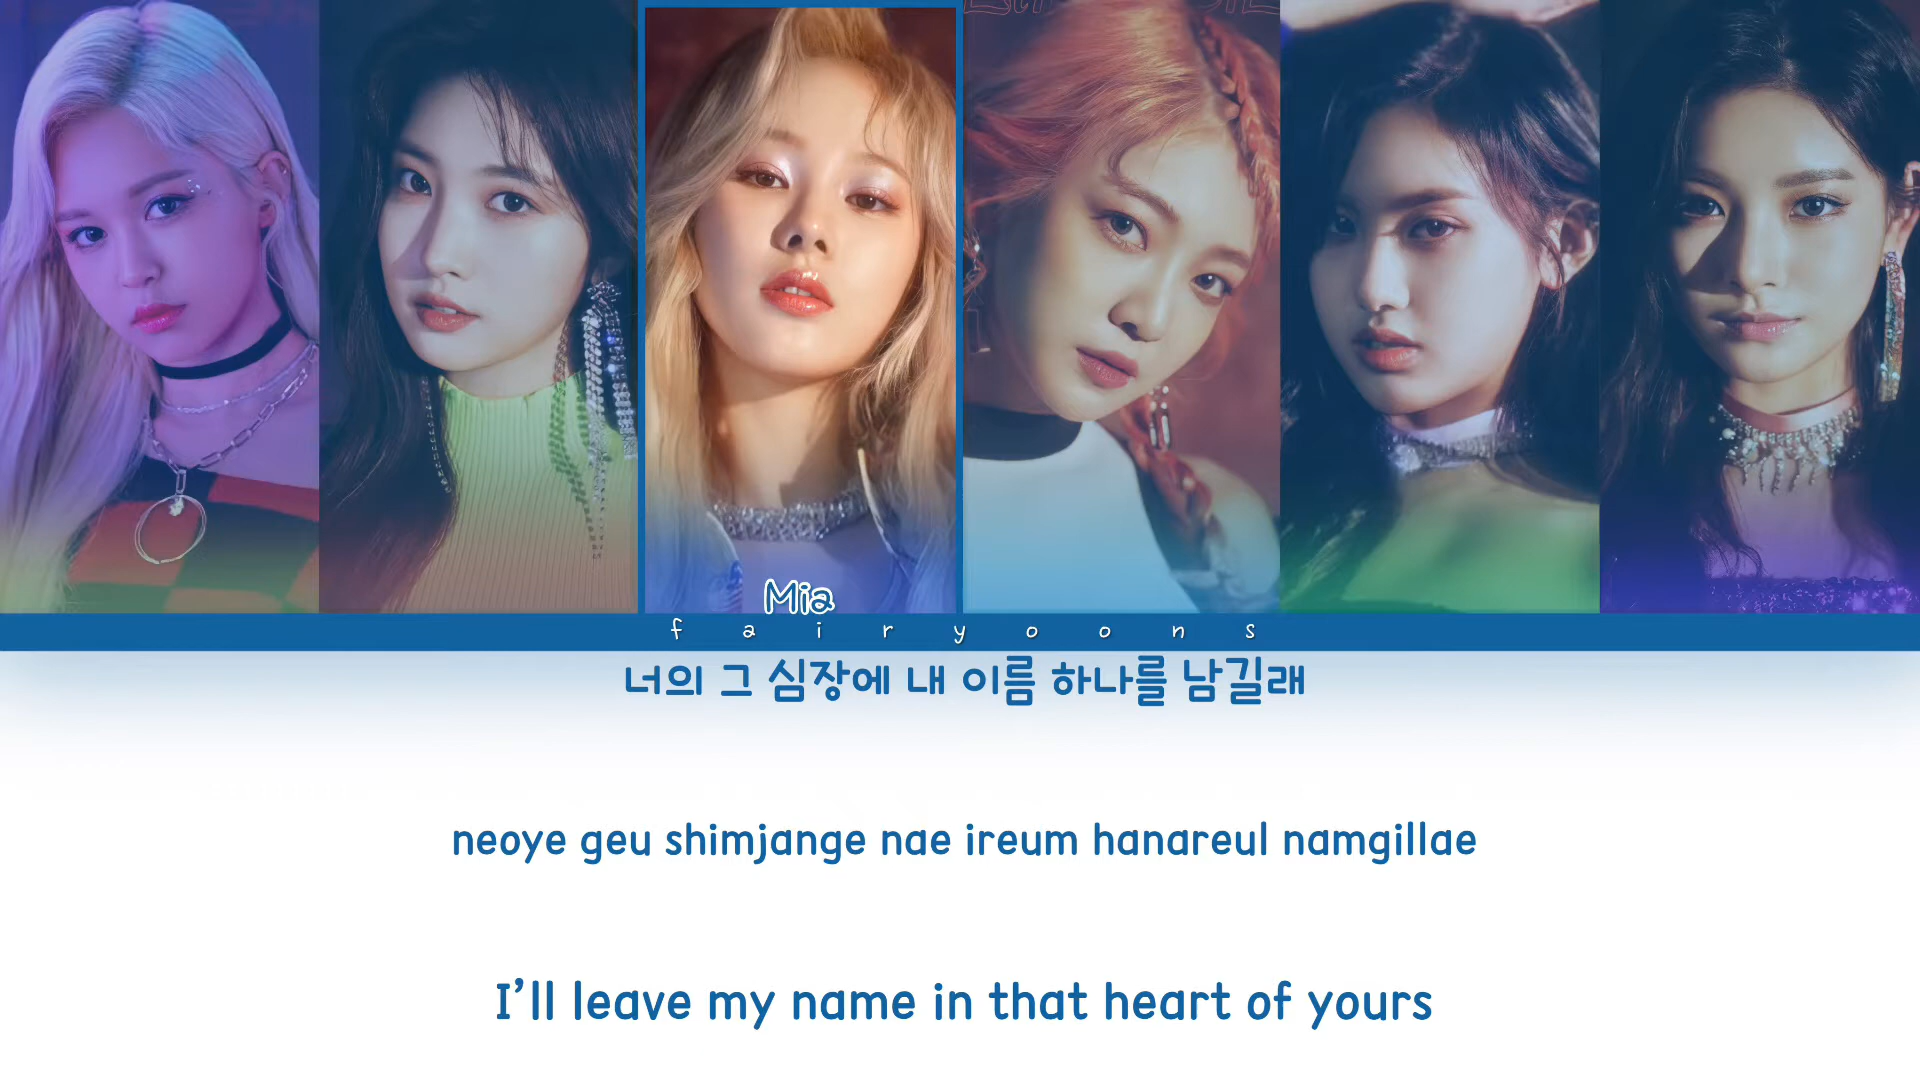 Mia
fairyoons
너의 그 심장에 내 이름 하나를 남길래
neoye geu shimjange nae ireum hanareul namgillae
I’ll leave my name in that heart of yours